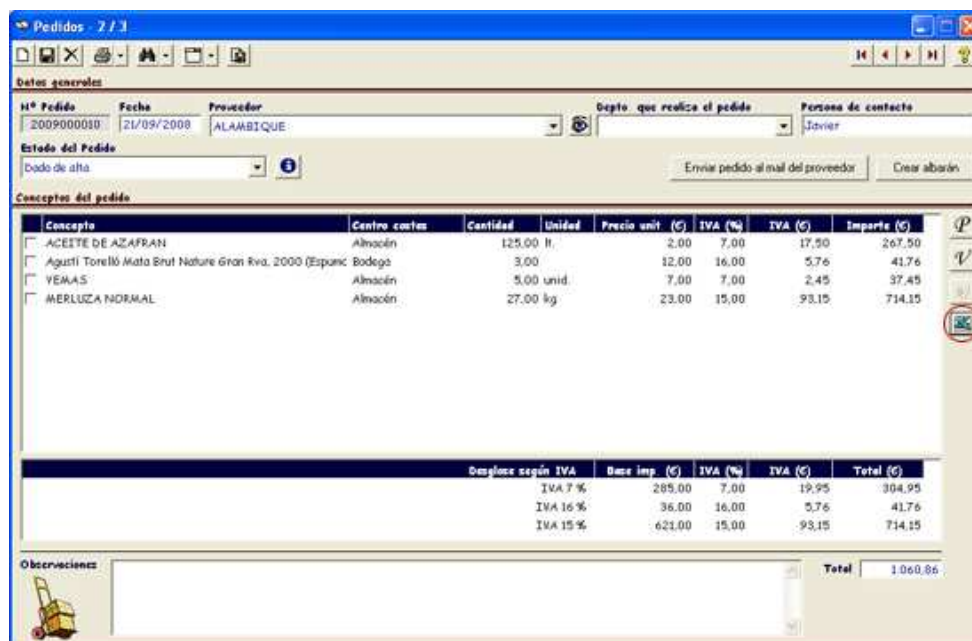 Pedidos - 2 / 3
Datos generales
Nº Pedido Fecha Proveedor Depto. que realiza el pedido Persona de contacto
2009000010 21/09/2008 ALAMBIQUE Javier
Estado del Pedido
Dado de alta Enviar pedido al mail del proveedor Crear albarán
Conceptos del pedido
Concepto Centro costes Cantidad Unidad Precio unit (€) IVA (%) IVA (€) Importe (€)
ACEITE DE AZAFRAN Almacén 125,00 lt. 2,00 7,00 17,50 267,50
Agustí Torelló Mata Brut Nature Gran Rva. 2000 (Espumc Bodega 3,00 12,00 16,00 5,76 41,76
YEMAS Almacén 5,00 unid. 7,00 7,00 2,45 37,45
MERLUZA NORMAL Almacén 27,00 kg 23,00 15,00 93,15 714,15
P
V
Desglose según IVA Base imp. (€) IVA (%) IVA (€) Total (€)
IVA 7 % 285,00 7,00 19,95 304,95
IVA 16 % 36,00 16,00 5,76 41,76
IVA 15 % 621,00 15,00 93,15 714,15
Observaciones Total 1.060,86